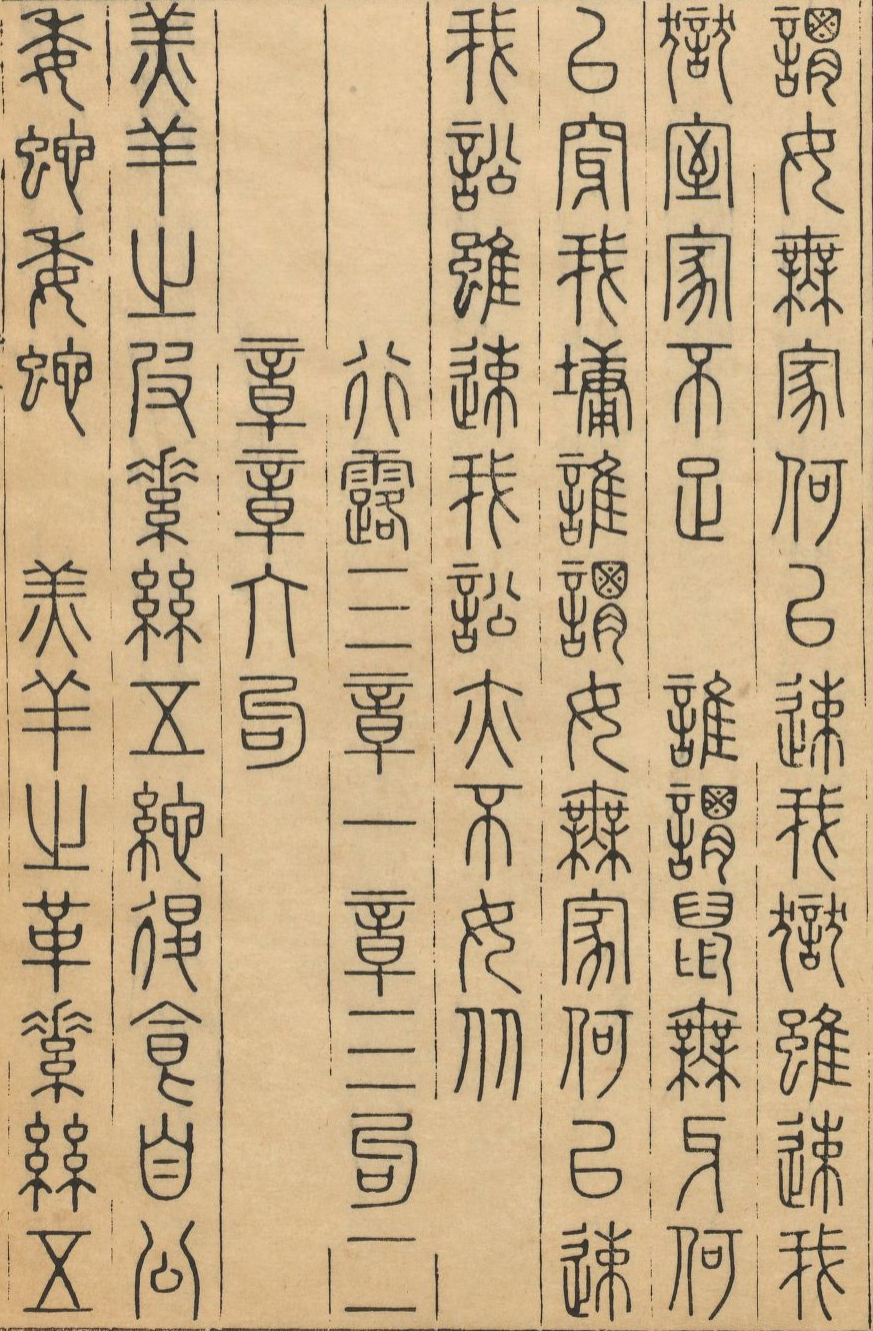 謂女無家何以速我獄雖速我
獄室家不足　誰謂鼠無牙何
以穿我墉誰謂女無家何以速
我訟雖速我訟亦不女从
行露三章一章三句二
章章六句
羔羊之皮素絲五紽退食自公
委蛇委蛇　羔羊之革素絲五